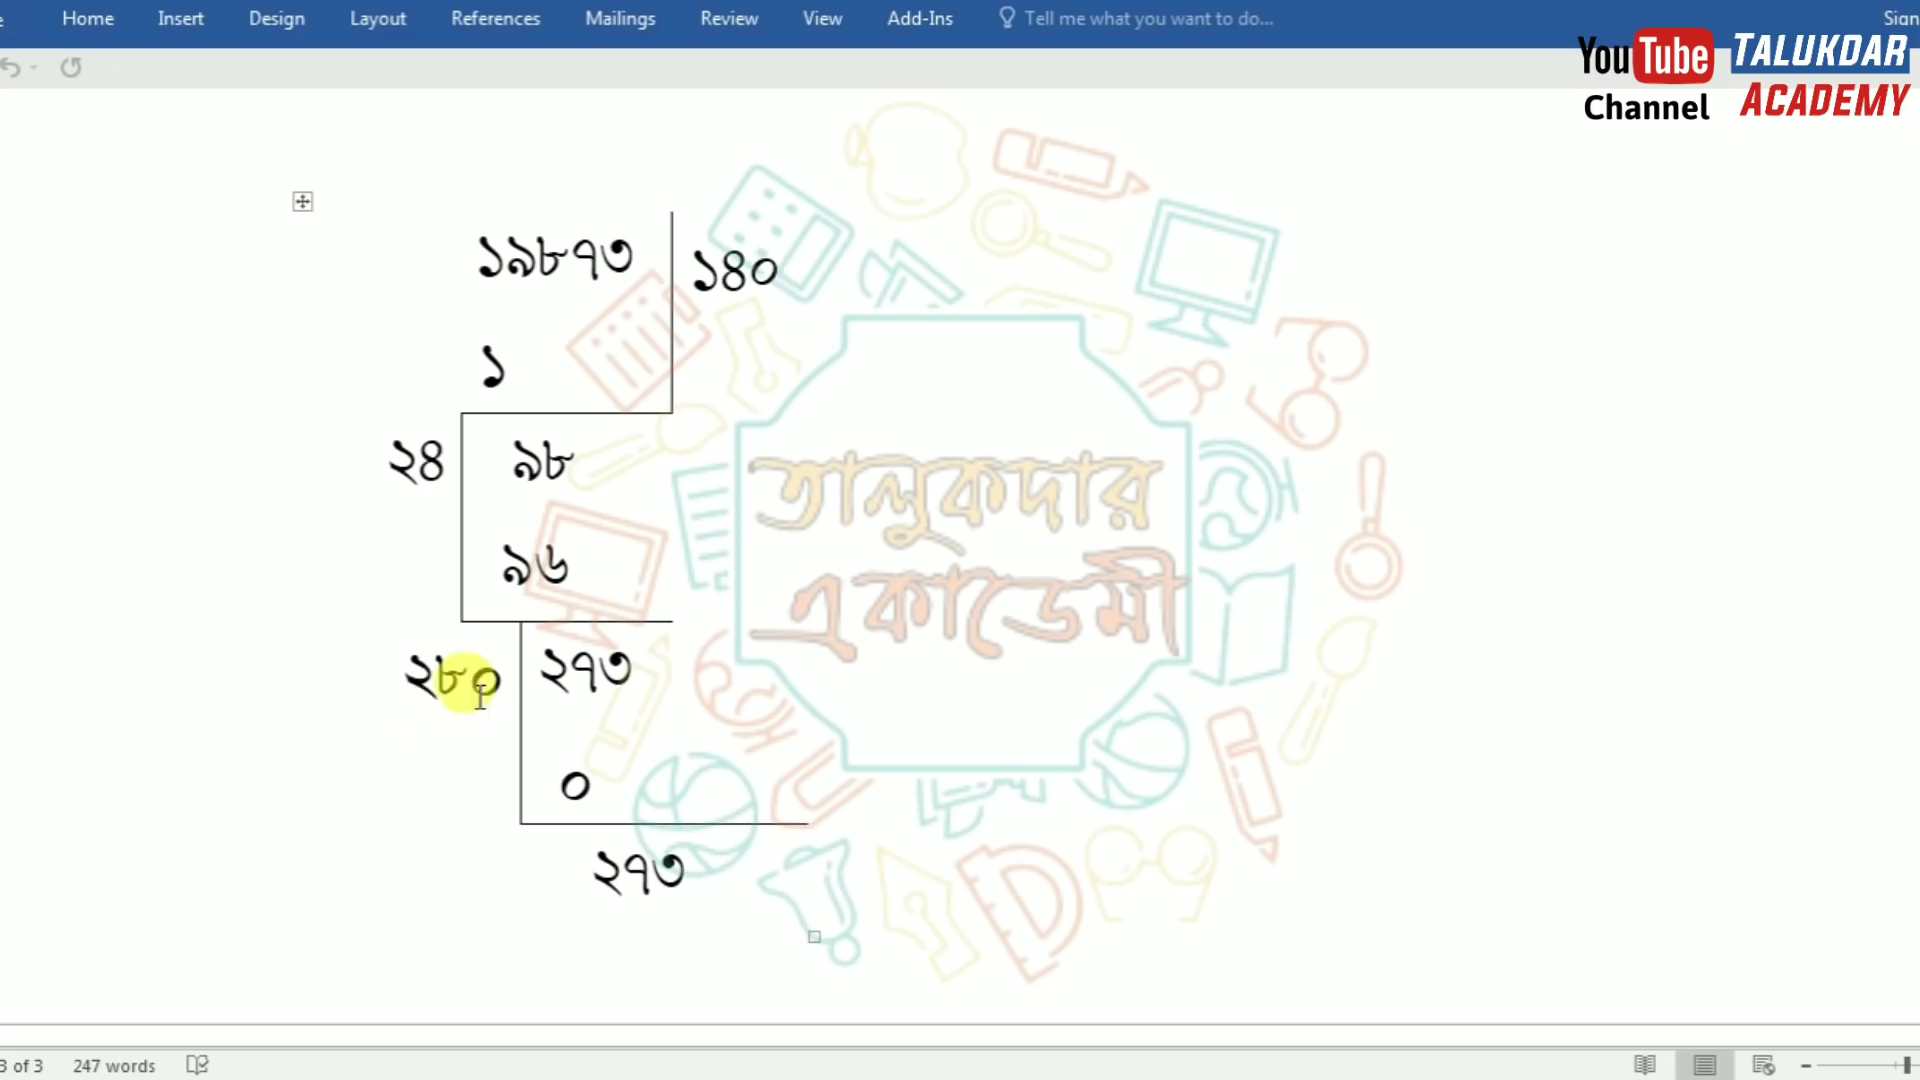 Home Insert Design Layout References Mailings Review View Add-Ins Tell me what you want to do...
YouTube Channel
TALUKDAR ACADEMY
১৯৮৭৩ ১৪০
১
২৪ ৯৮
৯৬
২৮০ ২৭৩
০
২৭৩
তালুকদার
একাডেমী
3 of 3 247 words